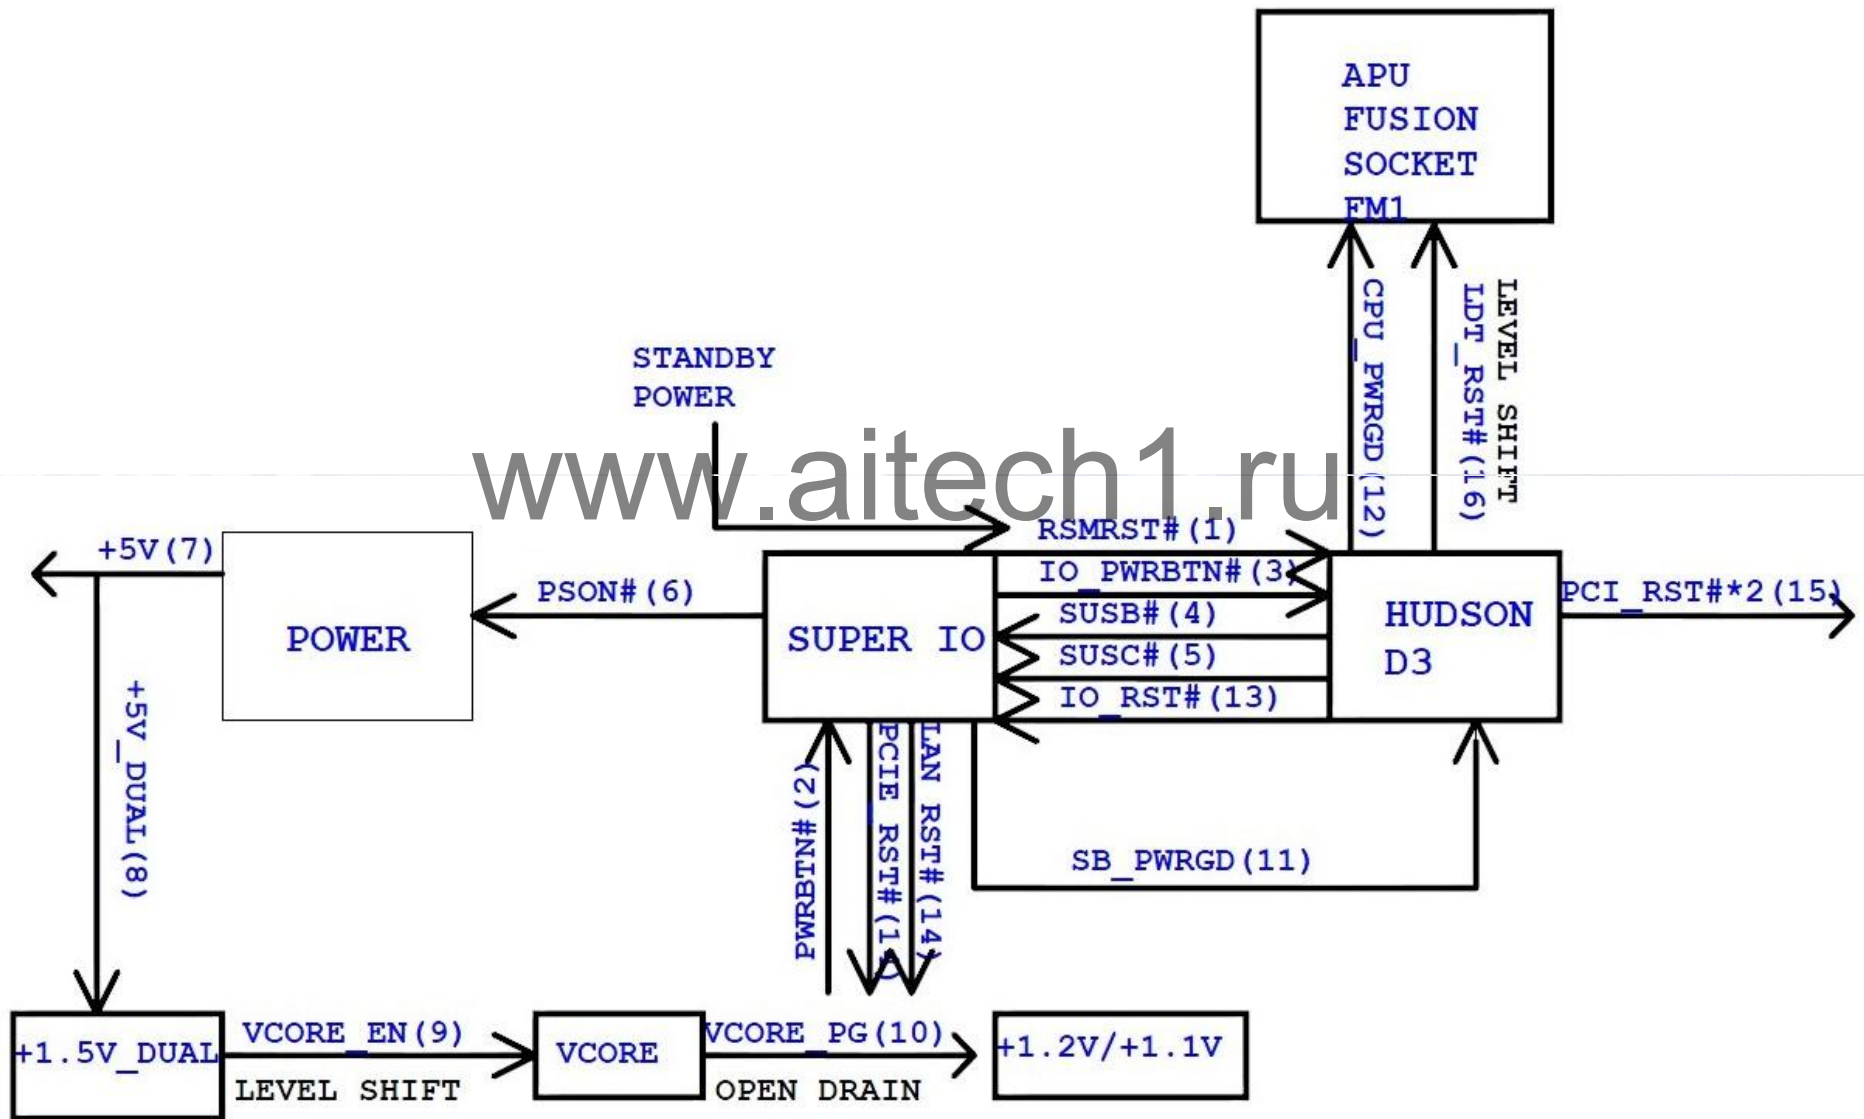 APU
FUSION
SOCKET
FM1
CPU_PWRGD(12)
LDT_RST#(16)
LEVEL SHIFT
STANDBY
POWER
www.aitech1.ru
+5V(7)
POWER
PSON#(6)
SUPER IO
RSMRST#(1)
IO_PWRBTN#(3)
SUSB#(4)
SUSC#(5)
IO_RST#(13)
HUDSON
D3
PCI_RST#*2(15)
+5V_DUAL(8)
PWRBTN#(2)
LAN RST#(14)
SB_PWRGD(11)
+1.5V_DUAL
VCORE_EN(9)
LEVEL SHIFT
VCORE
VCORE_PG(10)
OPEN DRAIN
+1.2V/+1.1V
PCIE_RST#